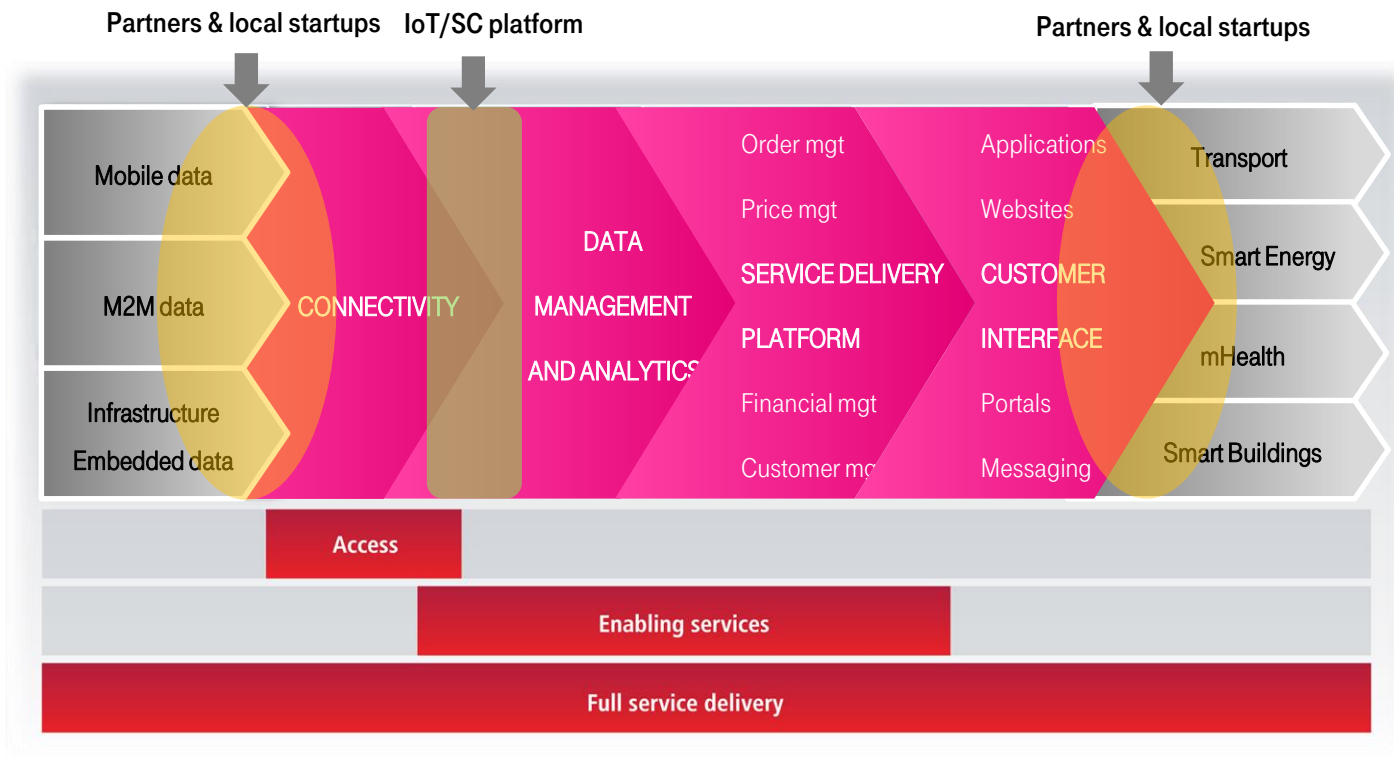 Partners & local startups
IoT/SC platform
Partners & local startups
Mobile data
M2M data
Infrastructure
Embedded data
CONNECTIVITY
DATA
MANAGEMENT
AND ANALYTICS
Order mgt
Price mgt
SERVICE DELIVERY
PLATFORM
Financial mgt
Customer mg
Applications
Websites
CUSTOMER
INTERFACE
Portals
Messaging
Transport
Smart Energy
mHealth
Smart Buildings
Access
Enabling services
Full service delivery